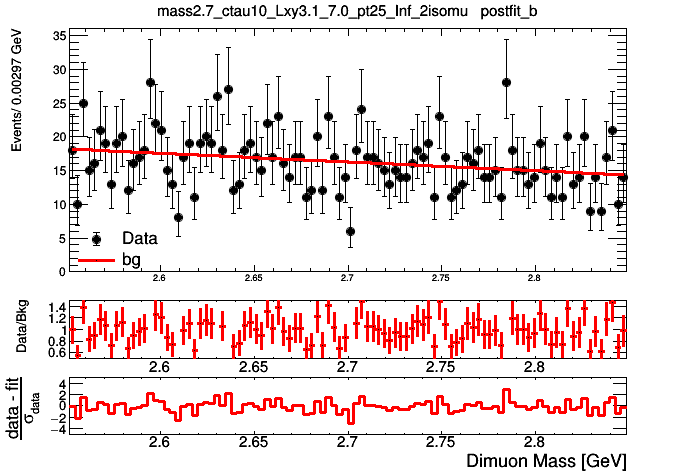 mass2.7_ctau10_Lxy3.1_7.0_pt25_Inf_2isomu postfit_b
Events/ 0.00297 GeV
35
30
25
20
15
10
5
0
Data
bg
2.6 2.65 2.7 2.75 2.8
Data/Bkg
1.4
1.2
1
0.8
0.6
2.6 2.65 2.7 2.75 2.8
data - fit
σdata
4
2
0
−2
−4
2.6 2.65 2.7 2.75 2.8
Dimuon Mass [GeV]